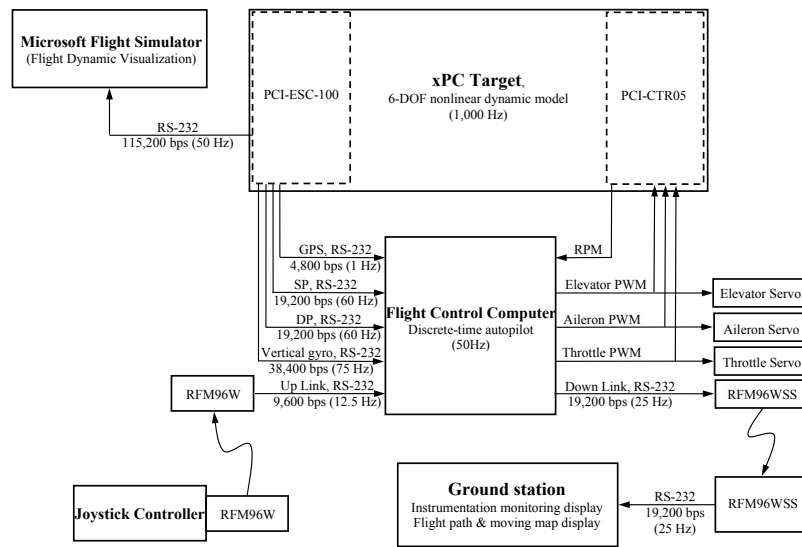 Microsoft Flight Simulator
(Flight Dynamic Visualization)
PCI-ESC-100
xPC Target,
6-DOF nonlinear dynamic model
(1,000 Hz)
PCI-CTR05
RS-232
115,200 bps (50 Hz)
GPS, RS-232
4,800 bps (1 Hz)
SP, RS-232
19,200 bps (60 Hz)
DP, RS-232
19,200 bps (60 Hz)
Vertical gyro, RS-232
38,400 bps (75 Hz)
Up Link, RS-232
9,600 bps (12.5 Hz)
Flight Control Computer
Discrete-time autopilot
(50Hz)
RPM
Elevator PWM
Aileron PWM
Throttle PWM
Down Link, RS-232
19,200 bps (25 Hz)
Elevator Servo
Aileron Servo
Throttle Servo
RFM96WSS
RFM96W
Joystick Controller
RFM96W
Ground station
Instrumentation monitoring display
Flight path & moving map display
RS-232
19,200 bps
(25 Hz)
RFM96WSS